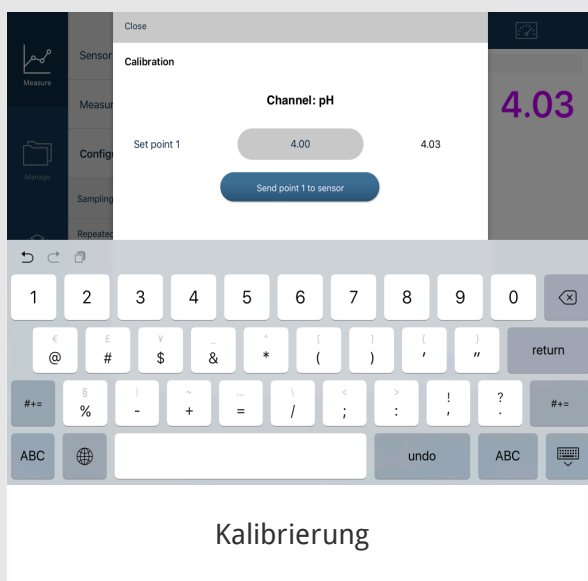 Close
Sensor
Calibration
Measure
Measur
Channel: pH
4.03
Configu
Set point 1
4.00
4.03
Manage
Send point 1 to sensor
Sampling
Repeated
1 2 3 4 5 6 7 8 9 0
€ £ ¥ _ ^ [ ] { }
@ # $ & * ( ) ' " return
§ | ~ … \ < > ! ?
#+= % - + = / ; : , . #+=
ABC undo ABC
Kalibrierung